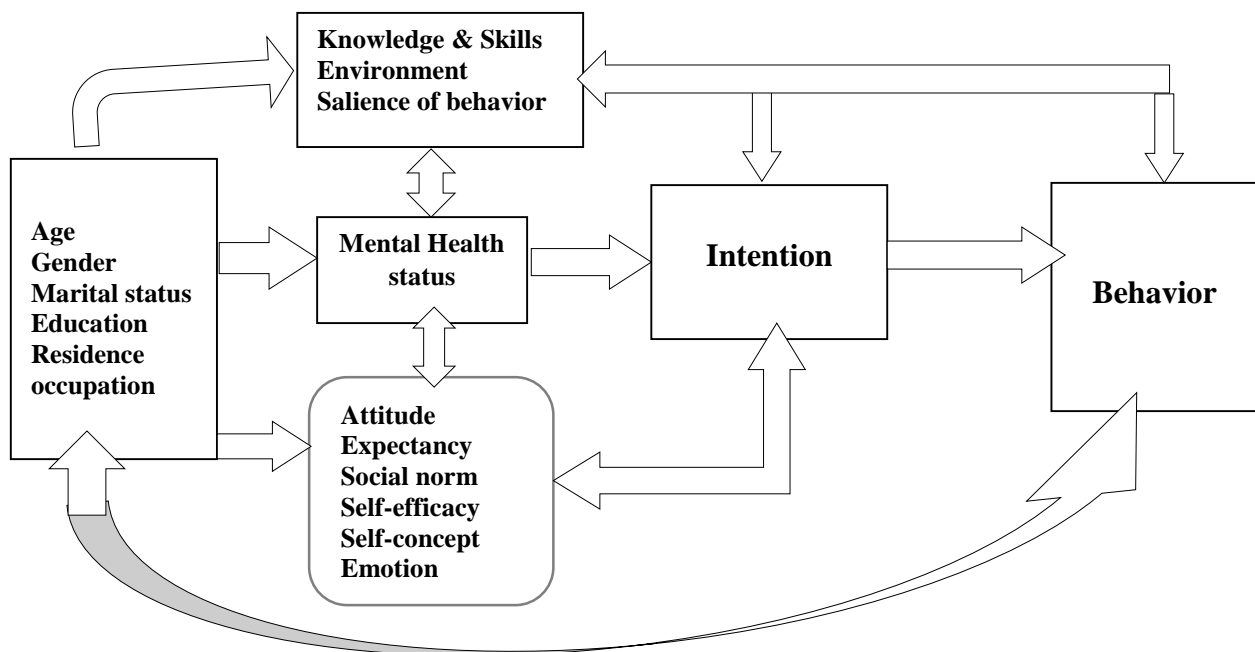 Knowledge & Skills
Environment
Salience of behavior
Age
Gender
Marital status
Education
Residence
occupation
Mental Health
status
Attitude
Expectancy
Social norm
Self-efficacy
Self-concept
Emotion
Intention
Behavior